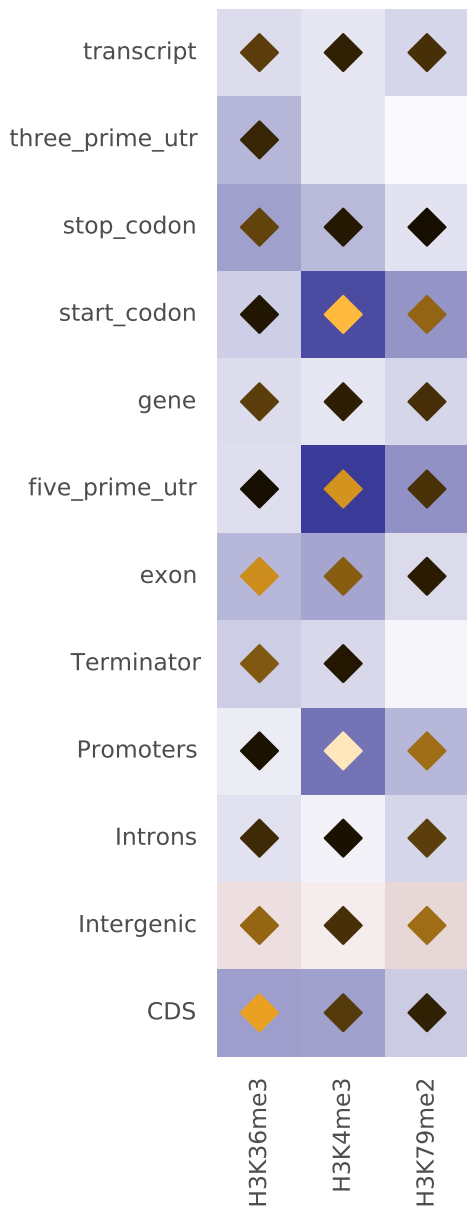 transcript
three_prime_utr
stop_codon
start_codon
gene
five_prime_utr
exon
Terminator
Promoters
Introns
Intergenic
CDS
H3K36me3
H3K4me3
H3K79me2